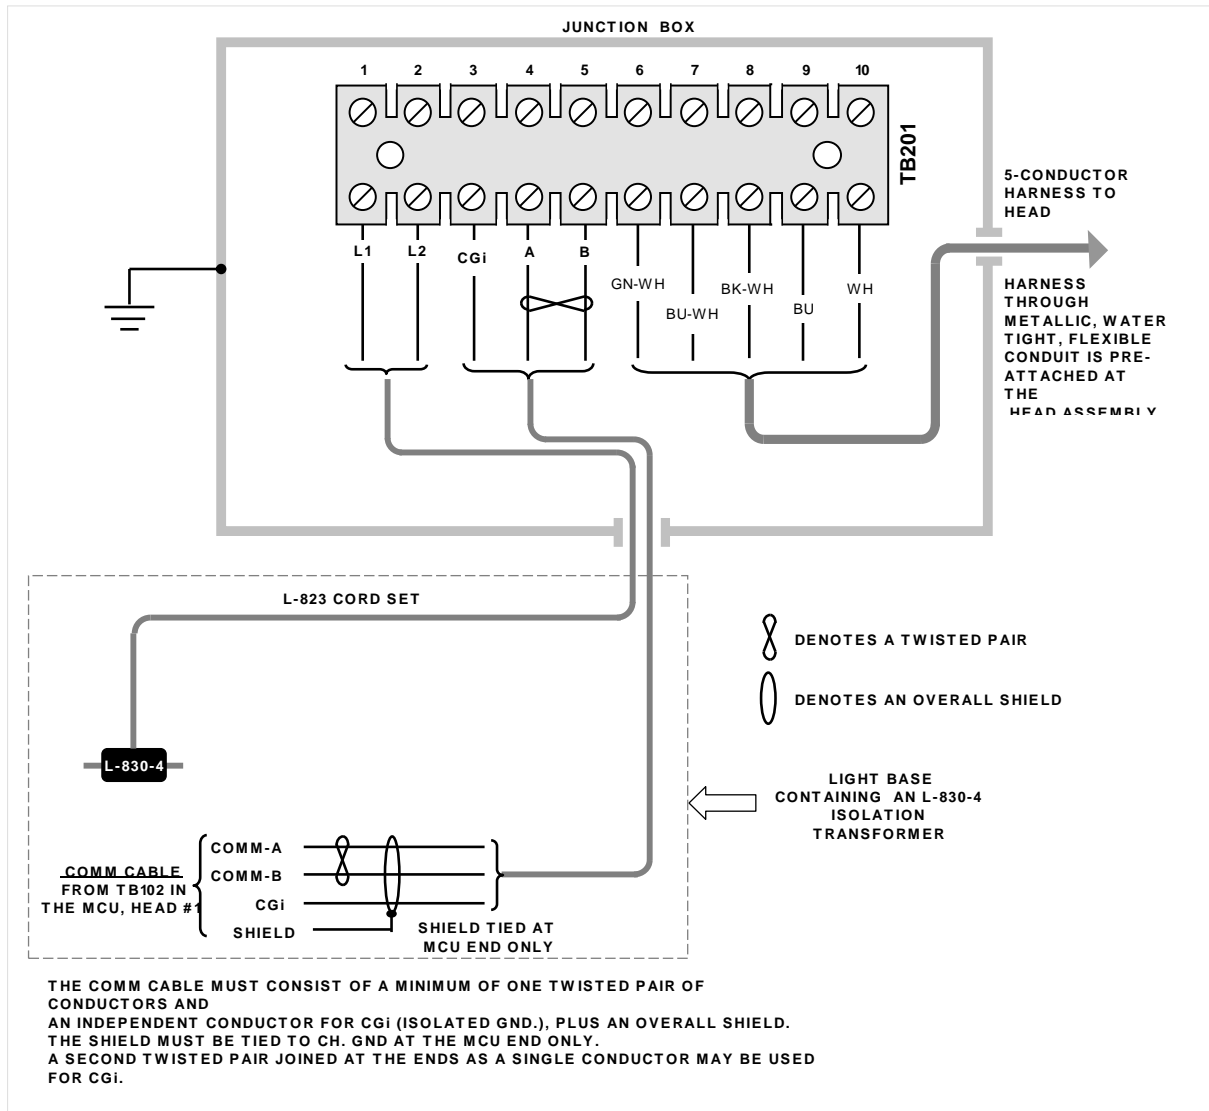 JUNCTION BOX
1 2 3 4 5 6 7 8 9 10
TB201
L1 L2 CGi A B
GN-WH BU-WH BK-WH BU WH
5-CONDUCTOR
HARNESS TO
HEAD
HARNESS
THROUGH
METALLIC, WATER
TIGHT, FLEXIBLE
CONDUIT IS PRE-
ATTACHED AT
THE
HEAD ASSEMBLY
L-823 CORD SET
L-830-4
DENOTES A TWISTED PAIR
DENOTES AN OVERALL SHIELD
LIGHT BASE
CONTAINING AN L-830-4
ISOLATION
TRANSFORMER
COMM CABLE
FROM TB102 IN
THE MCU, HEAD #1
COMM-A
COMM-B
CGi
SHIELD
SHIELD TIED AT
MCU END ONLY
THE COMM CABLE MUST CONSIST OF A MINIMUM OF ONE TWISTED PAIR OF
CONDUCTORS AND
AN INDEPENDENT CONDUCTOR FOR CGi (ISOLATED GND.), PLUS AN OVERALL SHIELD.
THE SHIELD MUST BE TIED TO CH. GND AT THE MCU END ONLY.
A SECOND TWISTED PAIR JOINED AT THE ENDS AS A SINGLE CONDUCTOR MAY BE USED
FOR CGi.